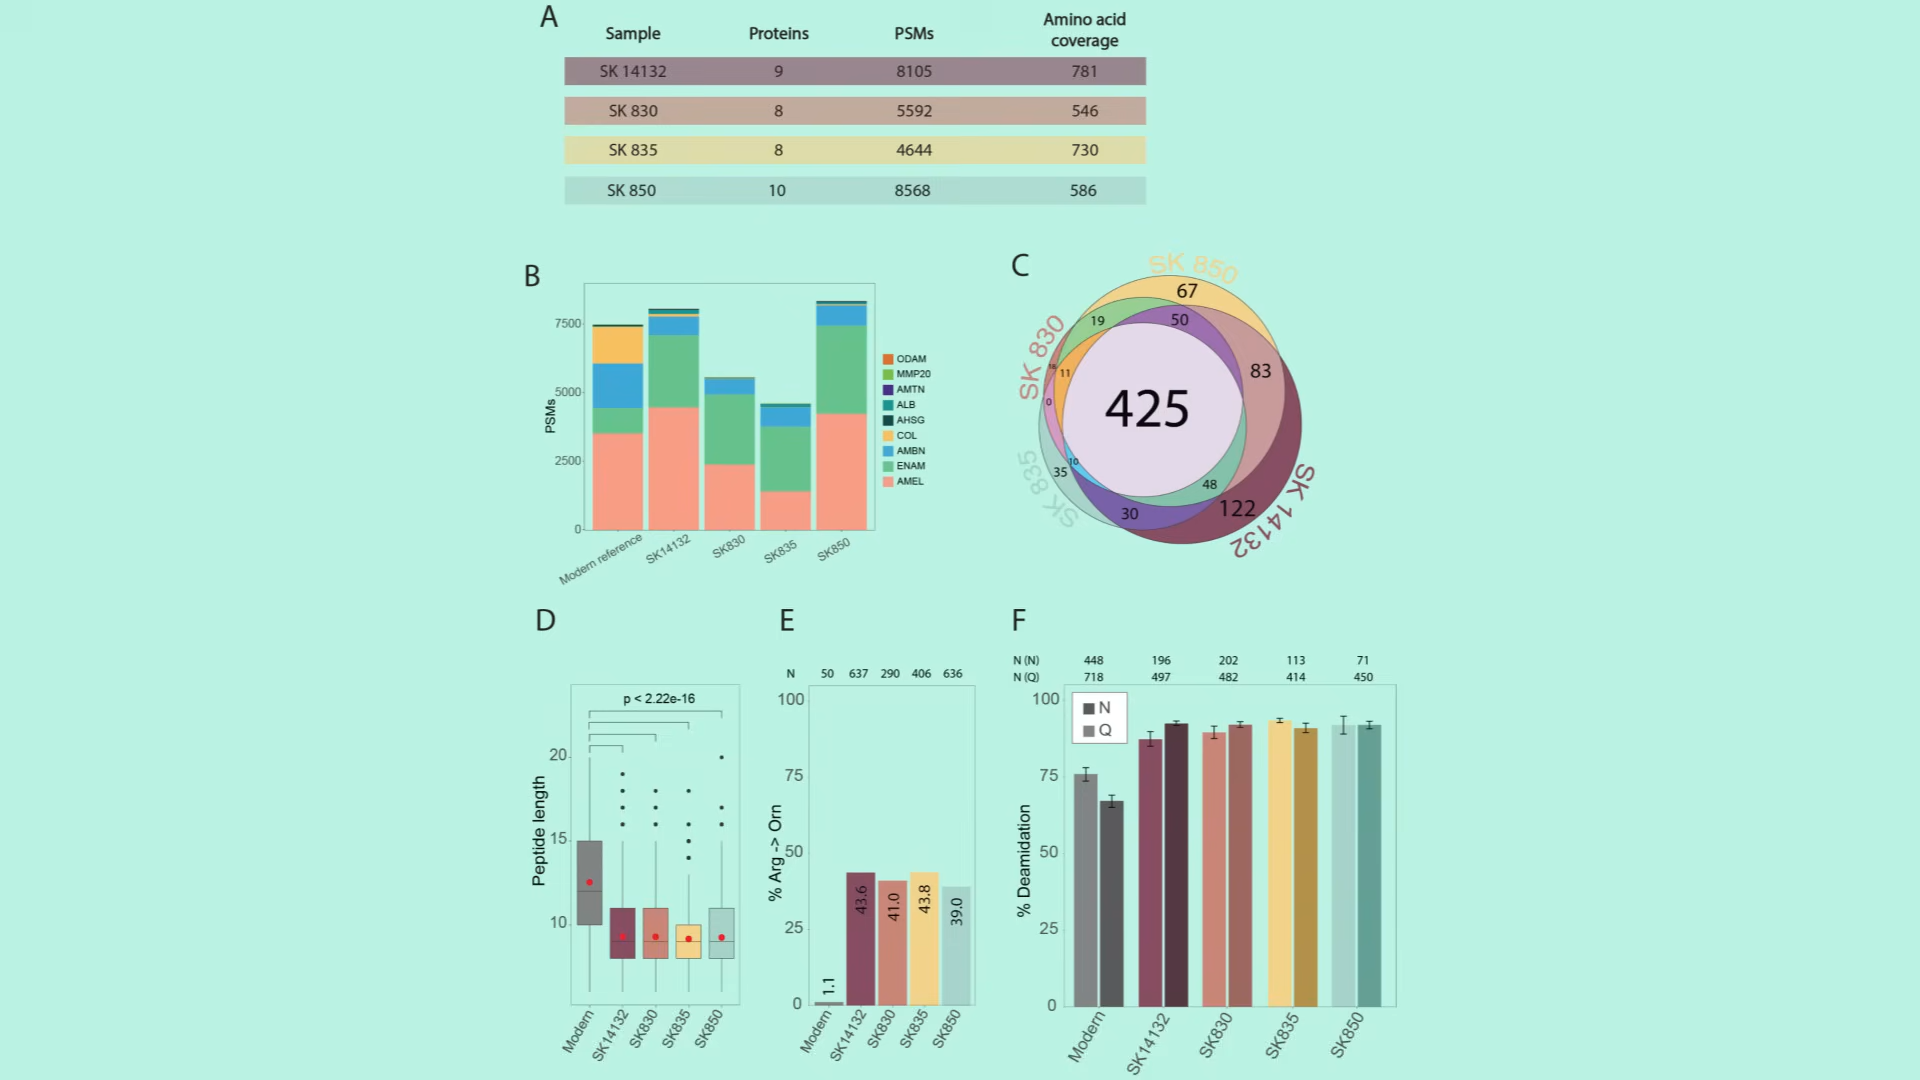 A
Sample Proteins PSMs Amino acid coverage
SK 14132 9 8105 781
SK 830 8 5592 546
SK 835 8 4644 730
SK 850 10 8568 586
B
PSMs
7500
5000
2500
0
Modern reference SK14132 SK830 SK835 SK850
ODAM
MMP20
AMTN
ALB
AHSG
COL
AMBN
ENAM
AMEL
C
SK 850
SK 830
SK 835
SK 14132
67
19
50
11
83
0
425
10
35
48
122
30
D
p < 2.22e-16
Peptide length
20
15
10
Modern SK14132 SK830 SK835 SK850
E
N 50 637 290 406 636
% Arg -> Orn
100
75
50
25
0
1.1 43.6 41.0 43.8 39.0
Modern SK14132 SK830 SK835 SK850
F
N (N) 448 196 202 113 71
N (Q) 718 497 482 414 450
% Deamidation
100
75
50
25
0
N
Q
Modern SK14132 SK830 SK835 SK850